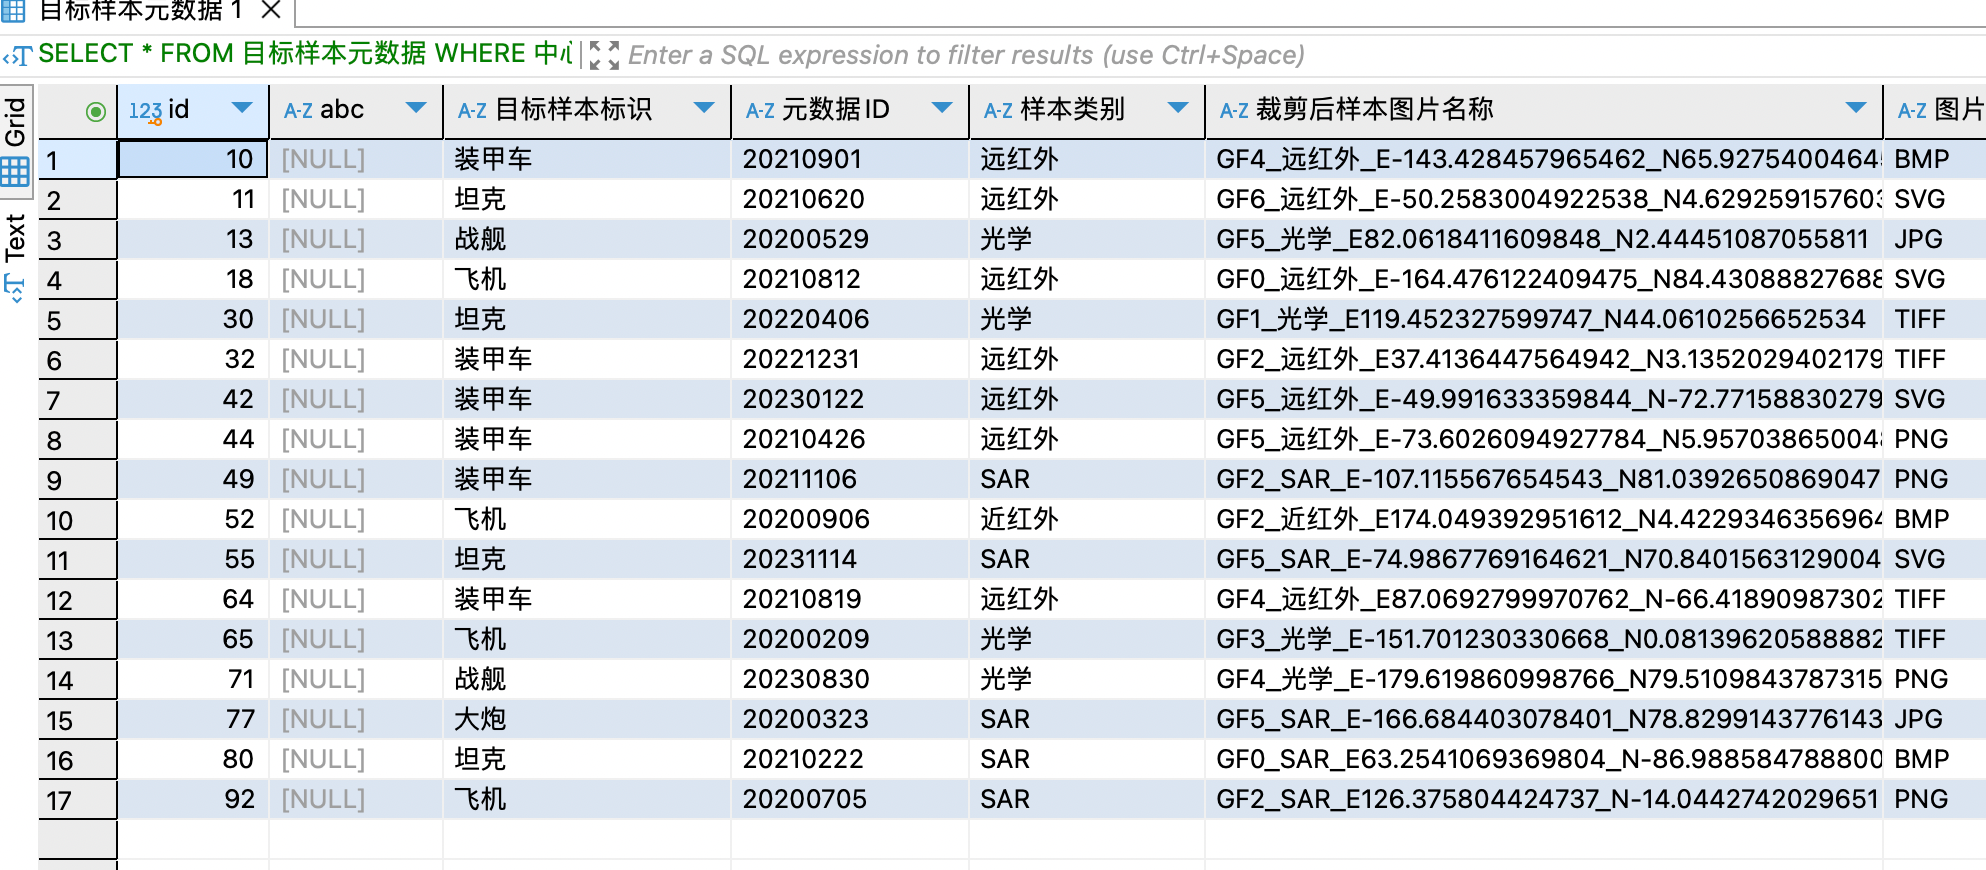 目标样本元数据 1
SELECT * FROM 目标样本元数据 WHERE 中 Enter a SQL expression to filter results (use Ctrl+Space)
Grid
Text
123 id A-Z abc A-Z 目标样本标识 A-Z 元数据ID A-Z 样本类别 A-Z 裁剪后样本图片名称 A-Z 图片
1 10 [NULL] 装甲车 20210901 远红外 GF4_远红外_E-143.428457965462_N65.9275400464 BMP
2 11 [NULL] 坦克 20210620 远红外 GF6_远红外_E-50.2583004922538_N4.62925915760 SVG
3 13 [NULL] 战舰 20200529 光学 GF5_光学_E82.0618411609848_N2.44451087055811 JPG
4 18 [NULL] 飞机 20210812 远红外 GF0_远红外_E-164.476122409475_N84.43088827688 SVG
5 30 [NULL] 坦克 20220406 光学 GF1_光学_E119.452327599747_N44.0610256652534 TIFF
6 32 [NULL] 装甲车 20221231 远红外 GF2_远红外_E37.4136447564942_N3.1352029402179 TIFF
7 42 [NULL] 装甲车 20230122 远红外 GF5_远红外_E-49.991633359844_N-72.77158830279 SVG
8 44 [NULL] 装甲车 20210426 远红外 GF5_远红外_E-73.6026094927784_N5.95703865004 PNG
9 49 [NULL] 装甲车 20211106 SAR GF2_SAR_E-107.115567654543_N81.0392650869047 PNG
10 52 [NULL] 飞机 20200906 近红外 GF2_近红外_E174.049392951612_N4.4229346356964 BMP
11 55 [NULL] 坦克 20231114 SAR GF5_SAR_E-74.9867769164621_N70.8401563129004 SVG
12 64 [NULL] 装甲车 20210819 远红外 GF4_远红外_E87.0692799970762_N-66.41890987302 TIFF
13 65 [NULL] 飞机 20200209 光学 GF3_光学_E-151.701230330668_N0.08139620588882 TIFF
14 71 [NULL] 战舰 20230830 光学 GF4_光学_E-179.619860998766_N79.5109843787315 PNG
15 77 [NULL] 大炮 20200323 SAR GF5_SAR_E-166.684403078401_N78.8299143776143 JPG
16 80 [NULL] 坦克 20210222 SAR GF0_SAR_E63.2541069369804_N-86.988584788800 BMP
17 92 [NULL] 飞机 20200705 SAR GF2_SAR_E126.375804424737_N-14.0442742029651 PNG